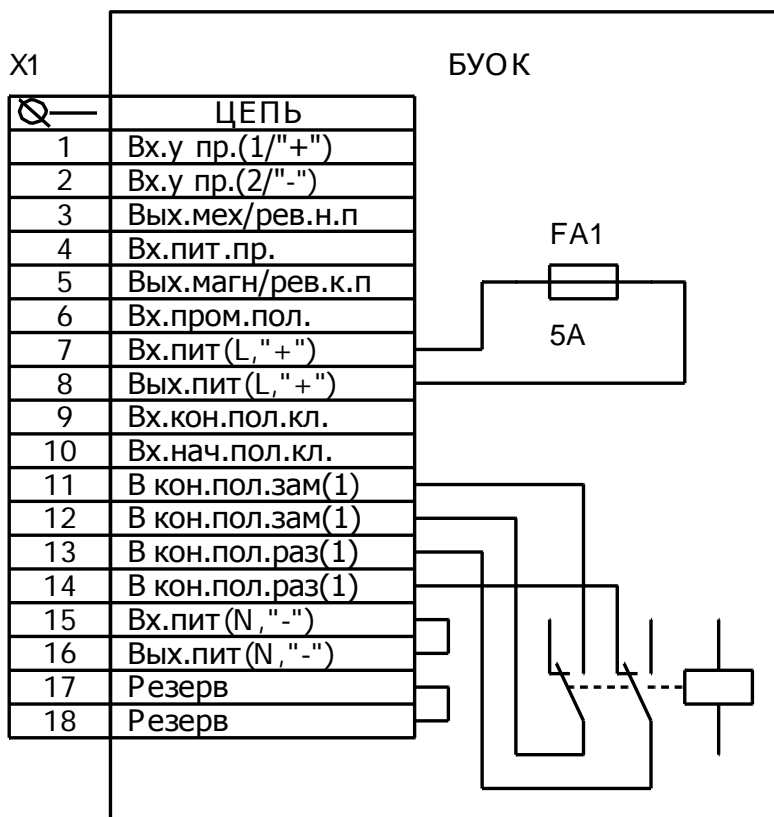 X1
БУОК
ЦЕПЬ
1 Вх.у пр.(1/"+")
2 Вх.у пр.(2/"-")
3 Вых.мех/рев.н.п
4 Вх.пит.пр.
5 Вых.магн/рев.к.п
6 Вх.пром.пол.
7 Вх.пит(L,"+")
8 Вых.пит(L,"+")
9 Вх.кон.пол.кл.
10 Вх.нач.пол.кл.
11 В кон.пол.зам(1)
12 В кон.пол.зам(1)
13 В кон.пол.раз(1)
14 В кон.пол.раз(1)
15 Вх.пит(N,"-")
16 Вых.пит(N,"-")
17 Резерв
18 Резерв
FA1
5A